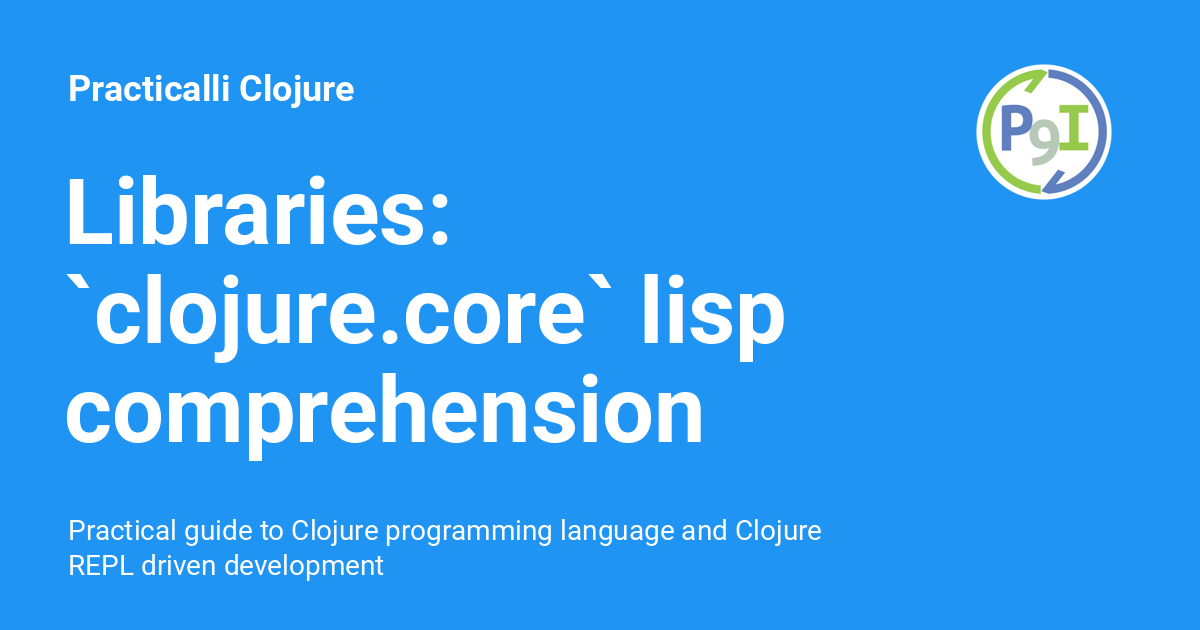 Practicalli Clojure
P9I
Libraries:
`clojure.core` lisp
comprehension
Practical guide to Clojure programming language and Clojure
REPL driven development